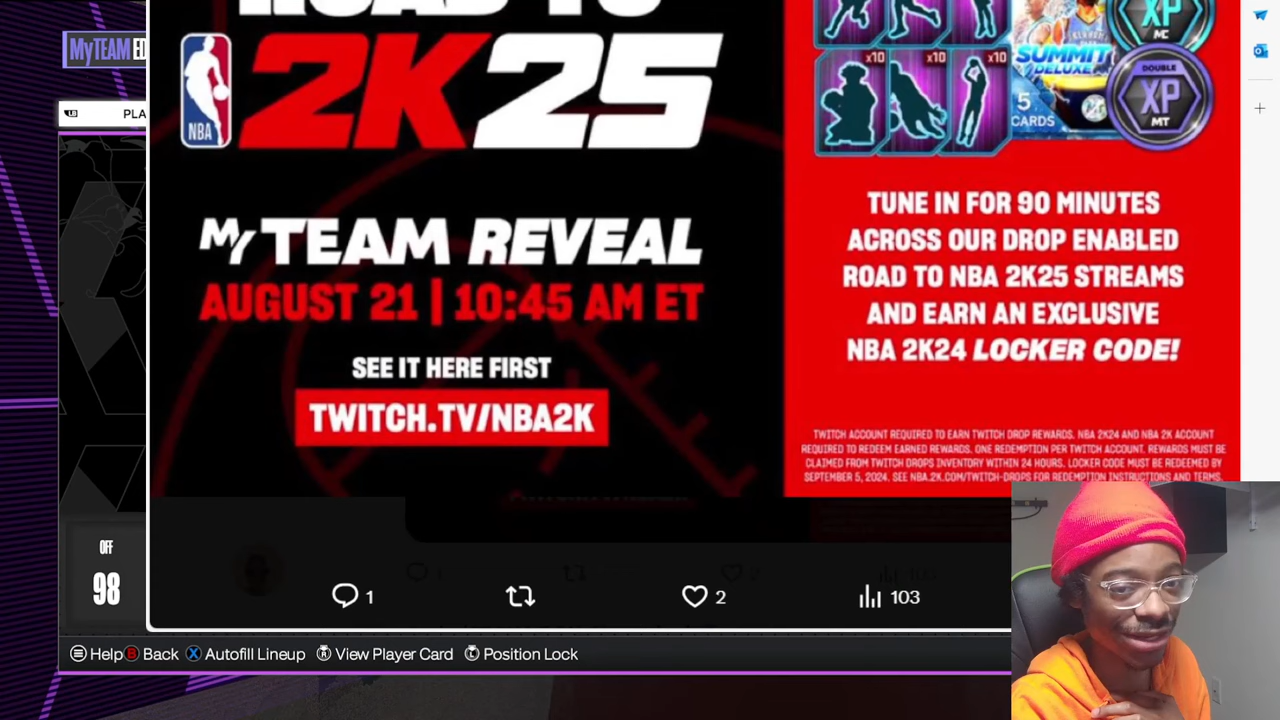 ROAD TO
MyTEAM
PLA
NBA
2K25
MyTEAM REVEAL
AUGUST 21 | 10:45 AM ET
SEE IT HERE FIRST
TWITCH.TV/NBA2K
XP
MC
SUMMIT
DELUXE
x10
x10
x10
5
CARDS
DOUBLE
XP
MT
TUNE IN FOR 90 MINUTES
ACROSS OUR DROP ENABLED
ROAD TO NBA 2K25 STREAMS
AND EARN AN EXCLUSIVE
NBA 2K24 LOCKER CODE!
TWITCH ACCOUNT REQUIRED TO EARN TWITCH DROP REWARDS. NBA 2K24 AND NBA 2K ACCOUNT
REQUIRED TO REDEEM EARNED REWARDS. ONE REDEMPTION PER TWITCH ACCOUNT. REWARDS MUST BE
CLAIMED FROM TWITCH DROPS INVENTORY WITHIN 24 HOURS. LOCKER CODE MUST BE REDEEMED BY
SEPTEMBER 5, 2024. SEE NBA.2K.COM/TWITCH-DROPS FOR REDEMPTION INSTRUCTIONS AND TERMS.
OFF
98
1
2
103
Help B Back X Autofill Lineup R View Player Card L Position Lock